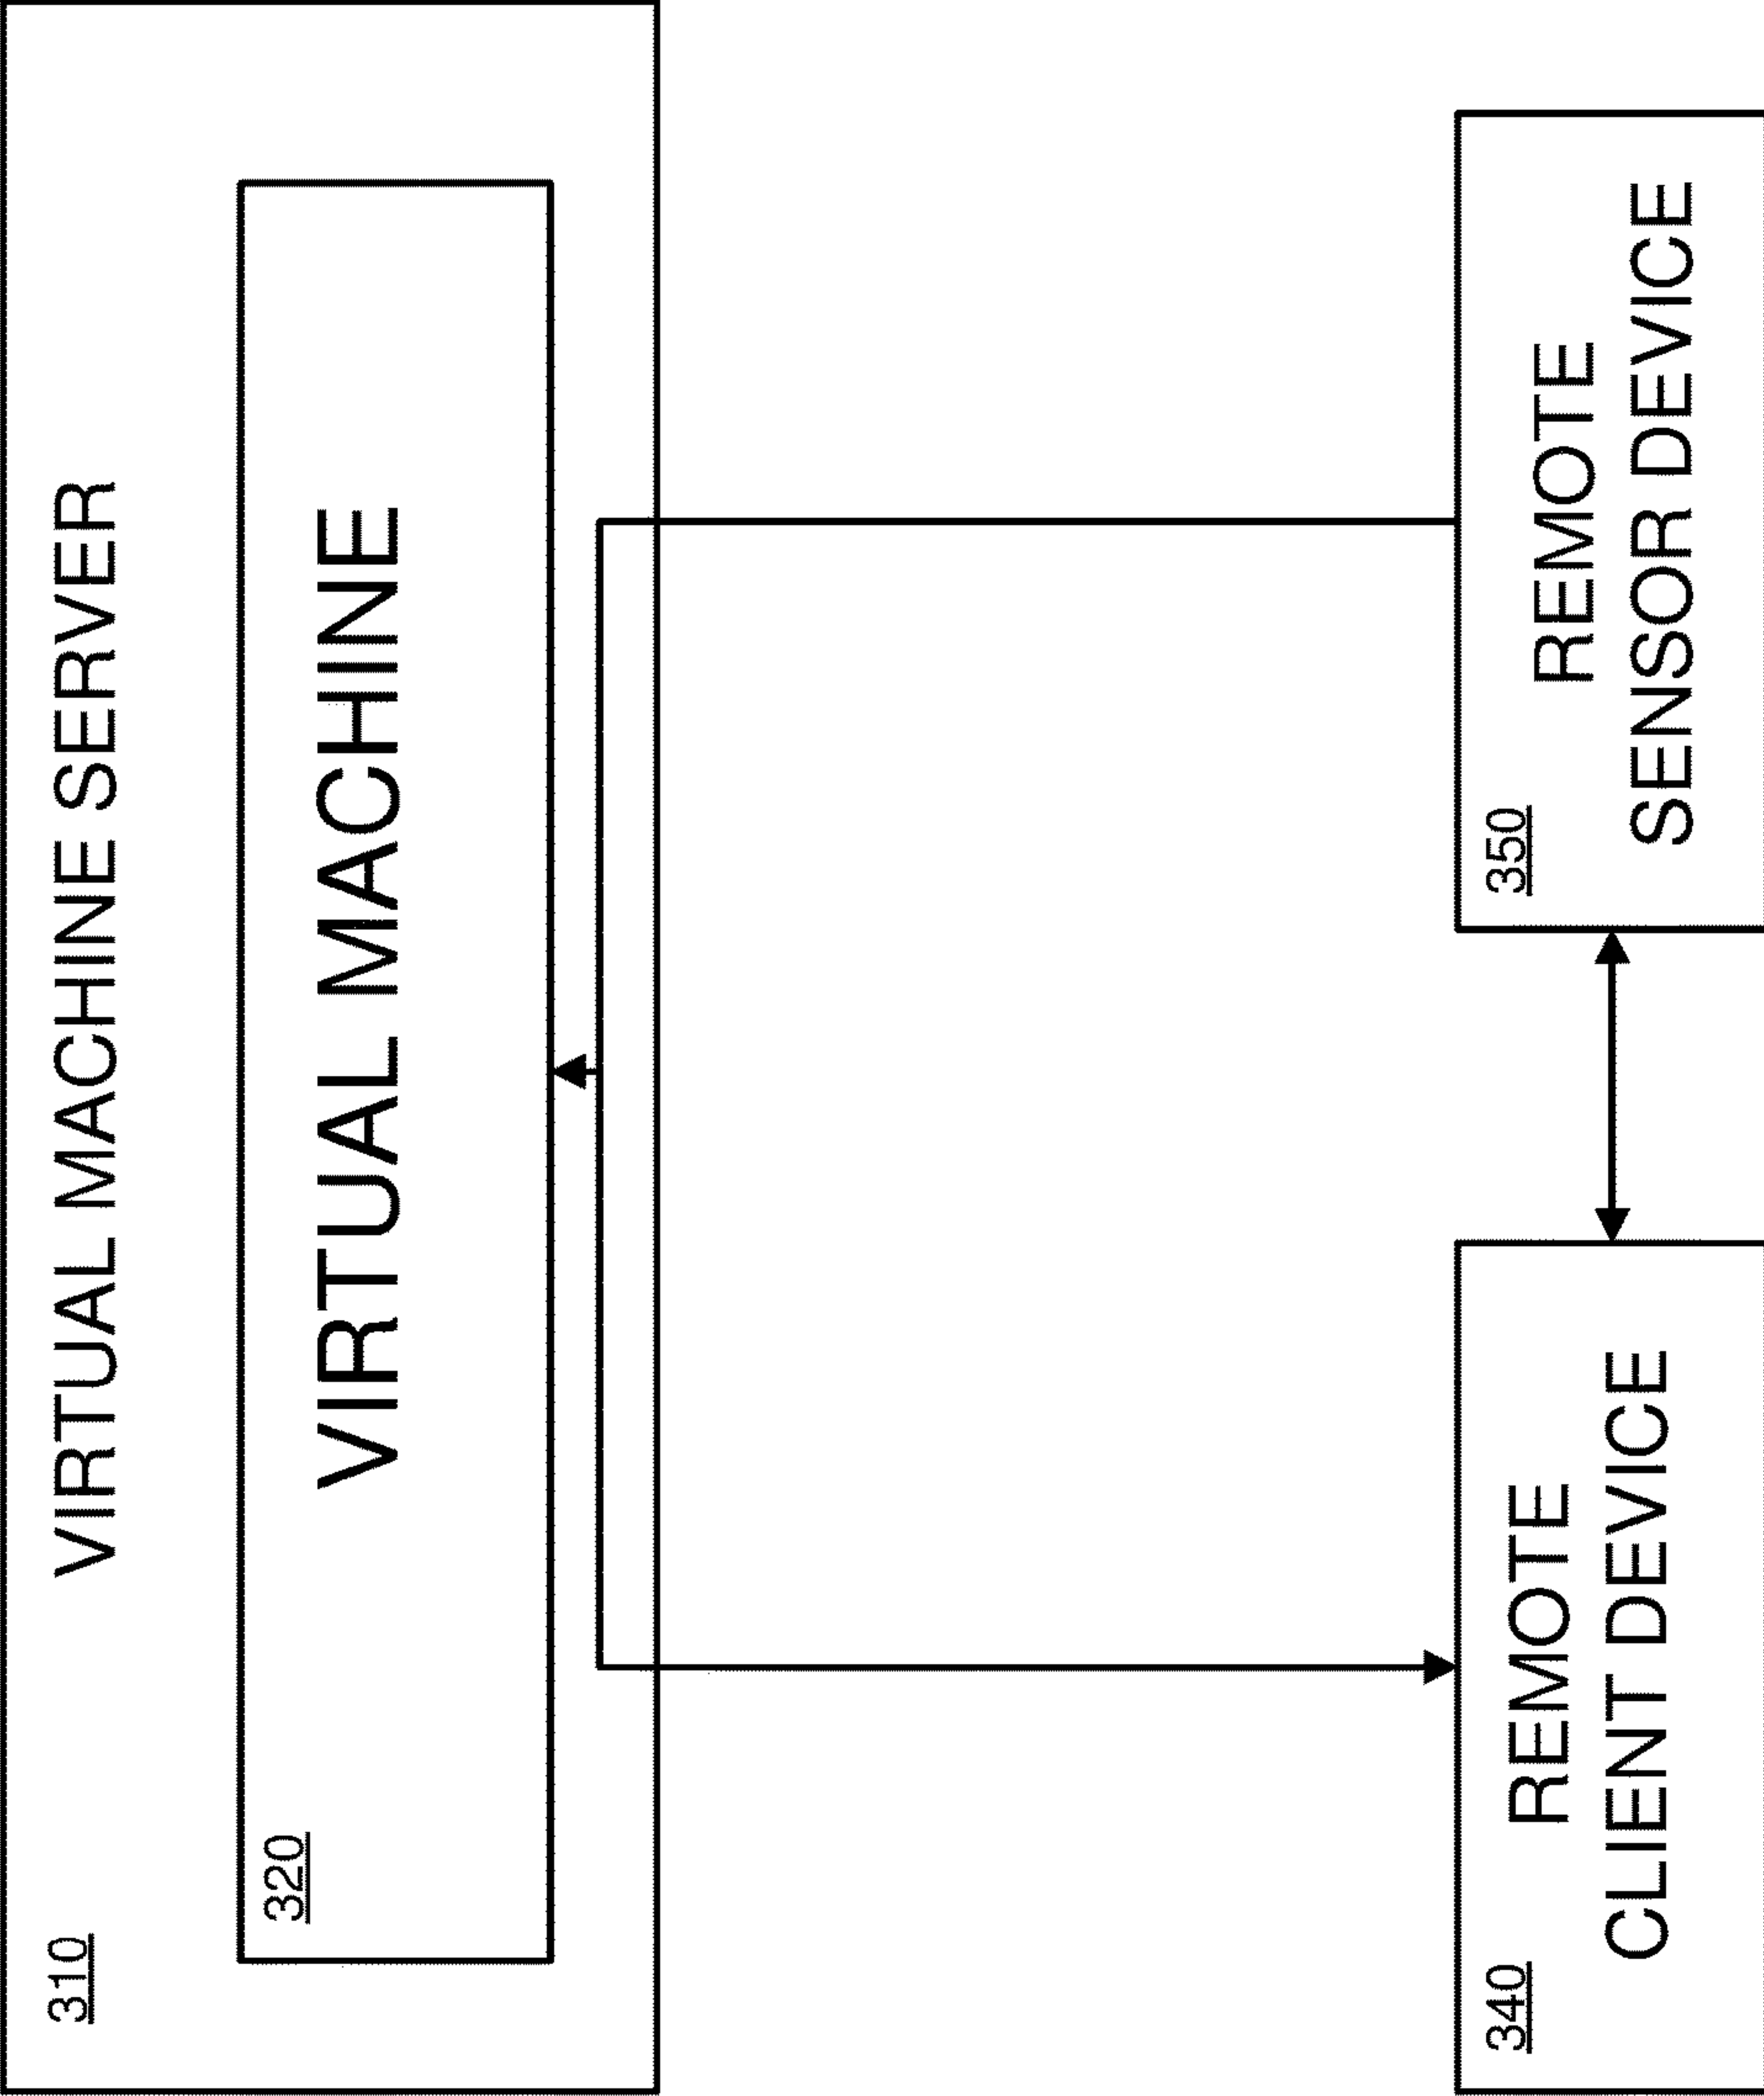 310
VIRTUAL MACHINE SERVER
320
VIRTUAL MACHINE
340
REMOTE
CLIENT DEVICE
350
REMOTE
SENSOR DEVICE